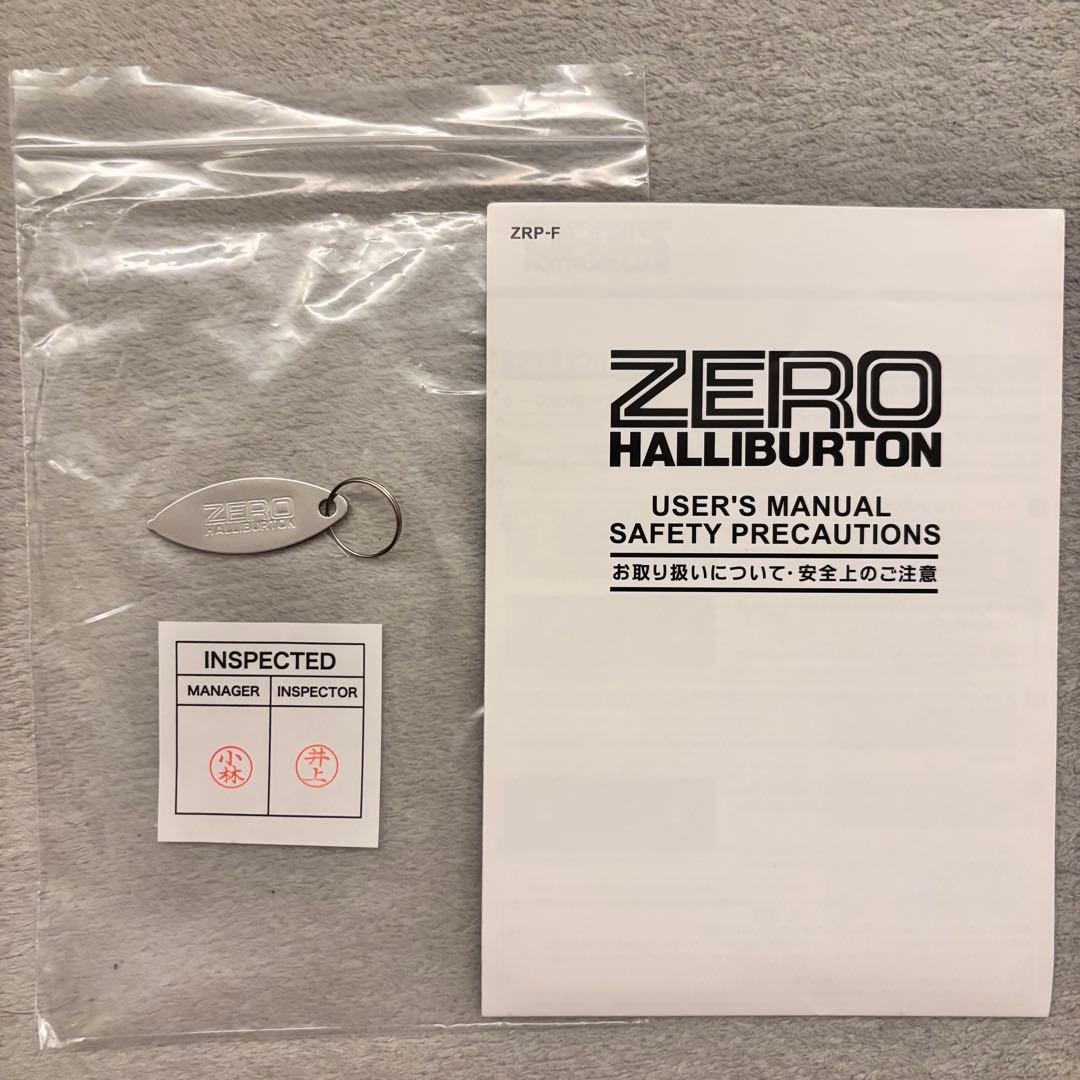 ZRP-F
ZERO
HALLIBURTON
USER'S MANUAL
SAFETY PRECAUTIONS
お取り扱いについて・安全上のご注意
ZERO
HALLIBURTON
INSPECTED
MANAGER INSPECTOR
小林 井上